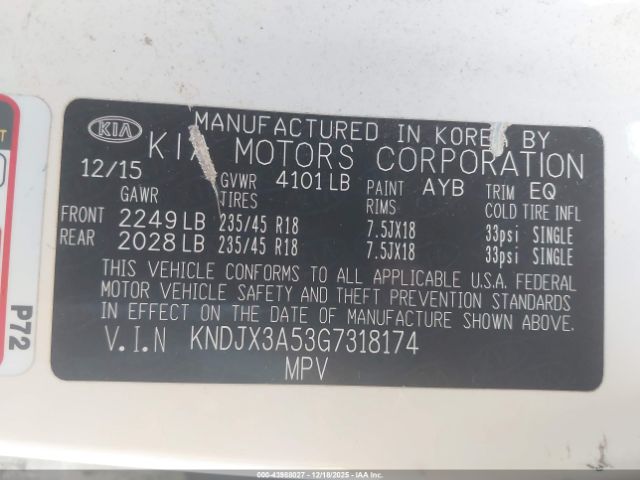 MANUFACTURED IN KOREA BY
KIA KIA MOTORS CORPORATION
12/15 GVWR 4101 LB PAINT AYB TRIM EQ
GAWR TIRES RIMS COLD TIRE INFL
FRONT 2249 LB 235/45 R18 7.5JX18 33psi SINGLE
REAR 2028 LB 235/45 R18 7.5JX18 33psi SINGLE
THIS VEHICLE CONFORMS TO ALL APPLICABLE U.S.A. FEDERAL
MOTOR VEHICLE SAFETY AND THEFT PREVENTION STANDARDS
IN EFFECT ON THE DATE OF MANUFACTURE SHOWN ABOVE.
V.I.N KNDJX3A53G7318174
MPV
P72
000-43988027 - 12/18/2025 - IAA Inc.